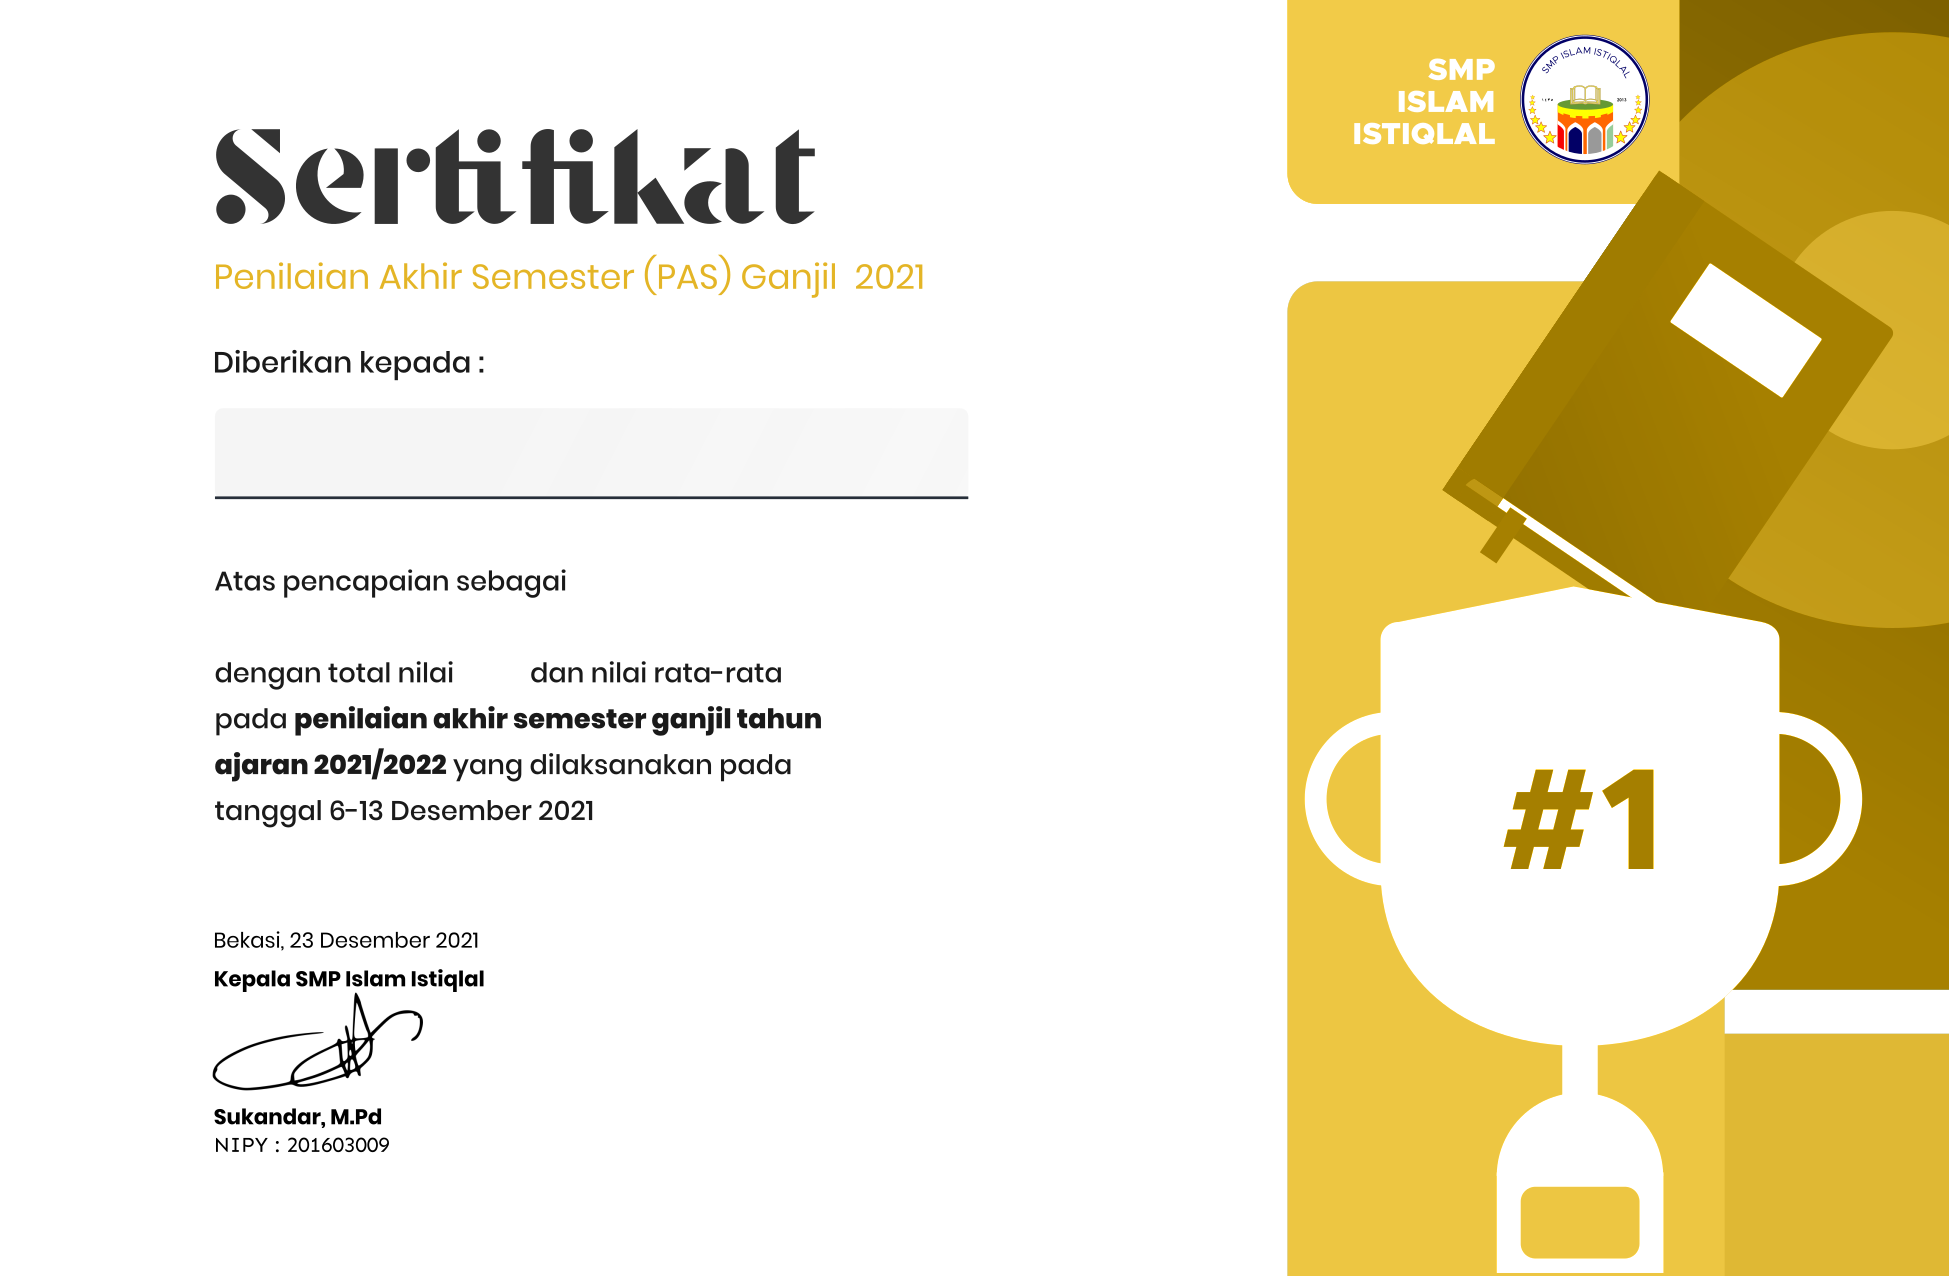 SMP
ISLAM
ISTIQLAL
SMP ISLAM ISTIQLAL
2013
Sertifikat
Penilaian Akhir Semester (PAS) Ganjil 2021
Diberikan kepada :
Atas pencapaian sebagai
dengan total nilai dan nilai rata-rata
pada penilaian akhir semester ganjil tahun
ajaran 2021/2022 yang dilaksanakan pada
tanggal 6-13 Desember 2021
#1
Bekasi, 23 Desember 2021
Kepala SMP Islam Istiqlal
Sukandar, M.Pd
NIPY : 201603009